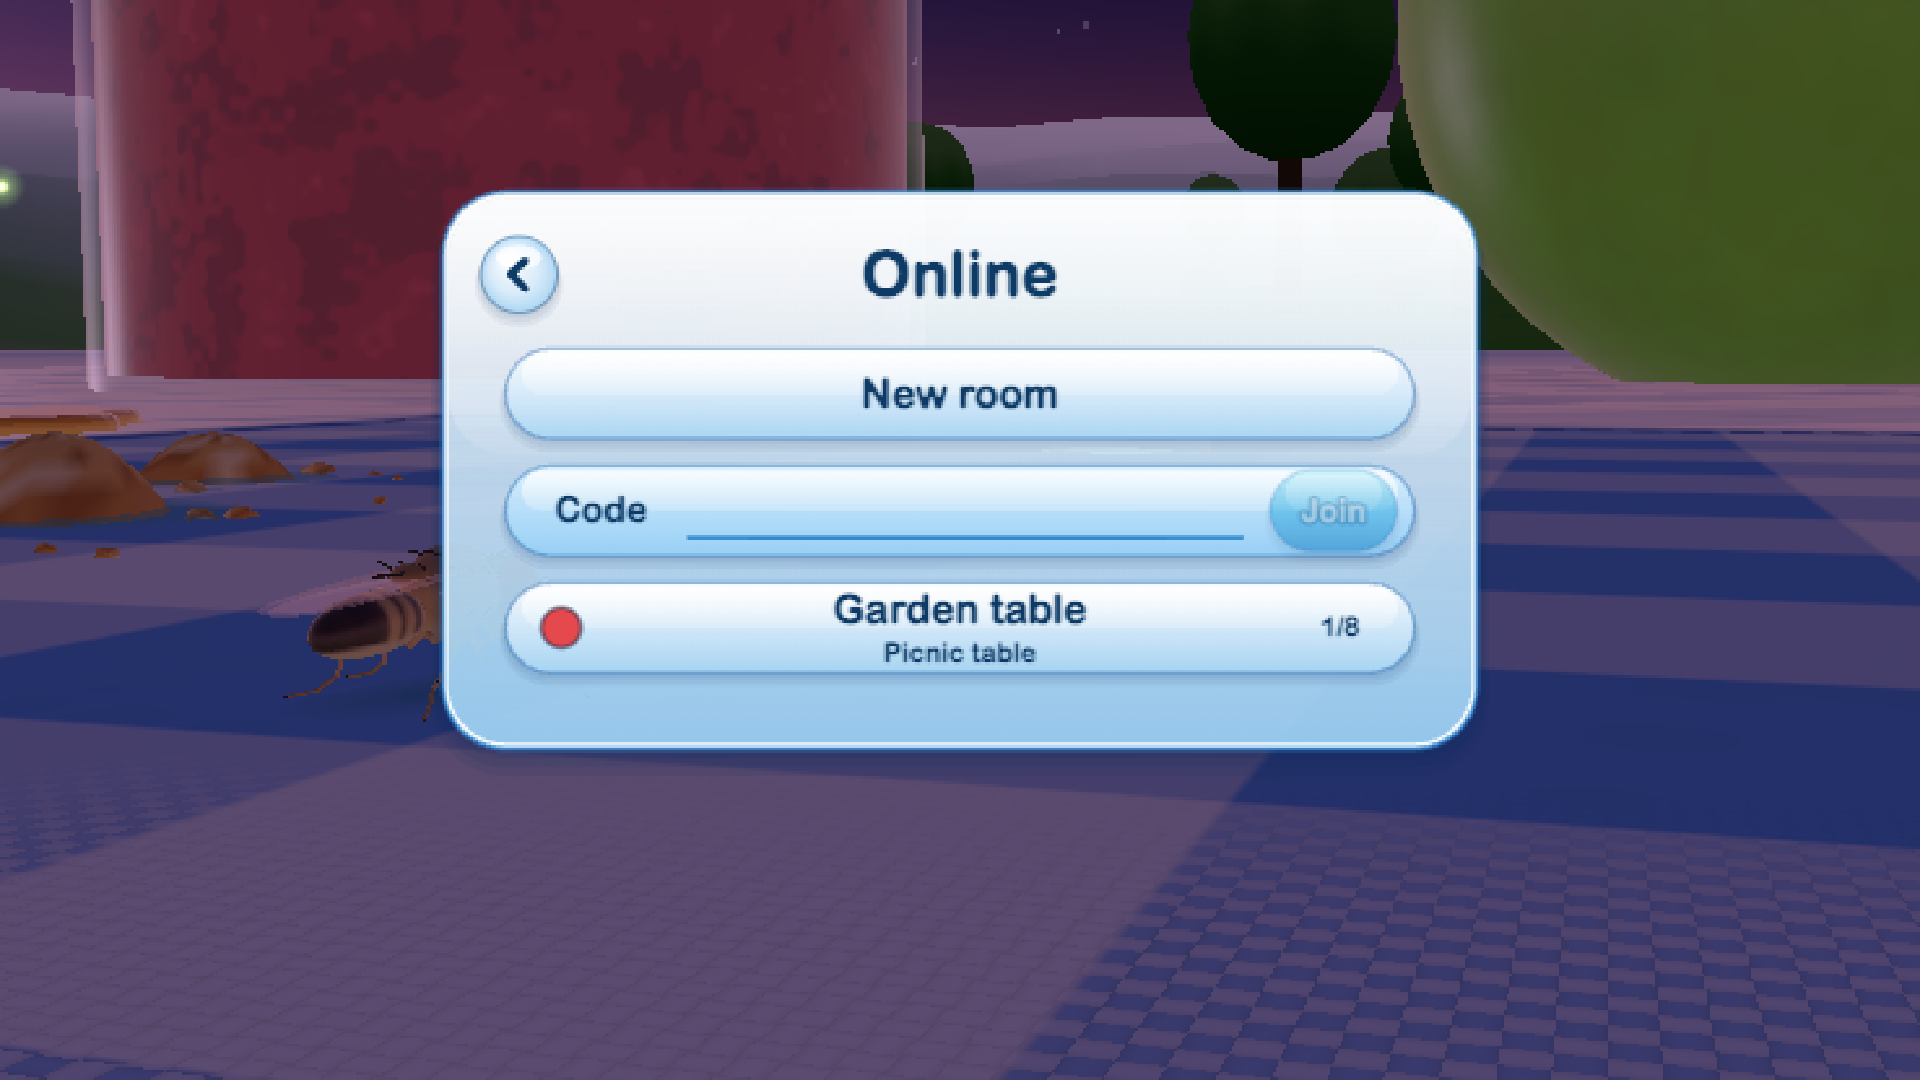 Online
New room
Code
Join
Garden table
Picnic table
1/8